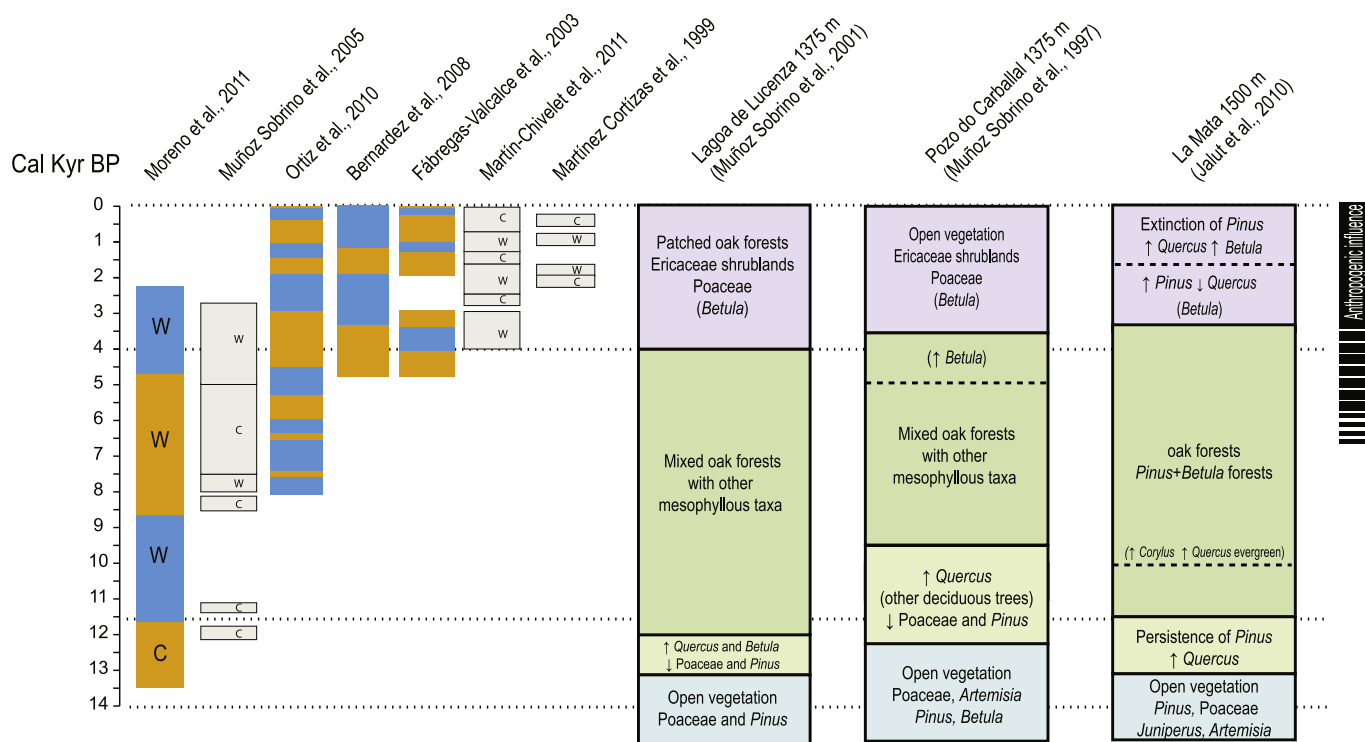 Cal Kyr BP
Moreno et al., 2011
Muñoz Sobrino et al., 2005
Ortiz et al., 2010
Bernardez et al., 2008
Fábregas-Valcalce et al., 2003
Martín-Chivelet et al., 2011
Martínez Cortízas et al., 1999
Lagoa de Lucenza 1375 m
(Muñoz Sobrino et al., 2001)
Pozo do Carballal 1375 m
(Muñoz Sobrino et al., 1997)
La Mata 1500 m
(Jalut et al., 2010)
0
1
2
3
4
5
6
7
8
9
10
11
12
13
14
W
W
W
C
W
C
W
C
C
C
C
W
C
W
C
W
C
W
W
C
Patched oak forests
Ericaceae shrublands
Poaceae
(Betula)
Mixed oak forests
with other
mesophyllous taxa
↑ Quercus and Betula
↓ Poaceae and Pinus
Open vegetation
Poaceae and Pinus
Open vegetation
Ericaceae shrublands
Poaceae
(Betula)
(↑ Betula)
Mixed oak forests
with other
mesophyllous taxa
↑ Quercus
(other deciduous trees)
↓ Poaceae and Pinus
Open vegetation
Poaceae, Artemisia
Pinus, Betula
Extinction of Pinus
↑ Quercus ↑ Betula
↑ Pinus ↓ Quercus
(Betula)
oak forests
Pinus+Betula forests
(↑ Corylus ↑ Quercus evergreen)
Persistence of Pinus
↑ Quercus
Open vegetation
Pinus, Poaceae
Juniperus, Artemisia
Anthropogenic influence